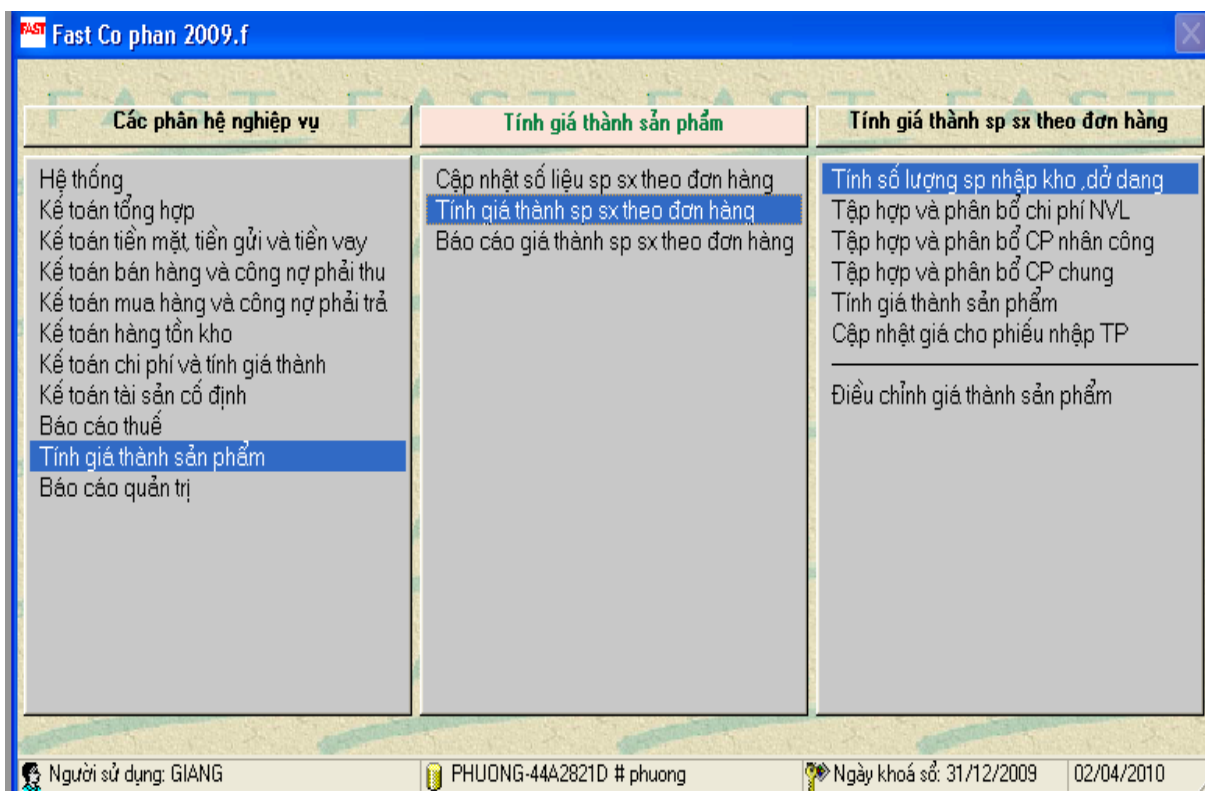 FAST Fast Co phan 2009.f
F A S T F A S T F A S T
Các phân hệ nghiệp vụ
Tính giá thành sản phẩm
Tính giá thành sp sx theo đơn hàng
Hệ thống
Kế toán tổng hợp
Kế toán tiền mặt, tiền gửi và tiền vay
Kế toán bán hàng và công nợ phải thu
Kế toán mua hàng và công nợ phải trả
Kế toán hàng tồn kho
Kế toán chi phí và tính giá thành
Kế toán tài sản cố định
Báo cáo thuế
Tính giá thành sản phẩm
Báo cáo quản trị
Cập nhật số liệu sp sx theo đơn hàng
Tính giá thành sp sx theo đơn hàng
Báo cáo giá thành sp sx theo đơn hàng
Tính số lượng sp nhập kho ,dở dang
Tập hợp và phân bổ chi phí NVL
Tập hợp và phân bổ CP nhân công
Tập hợp và phân bổ CP chung
Tính giá thành sản phẩm
Cập nhật giá cho phiếu nhập TP
Điều chỉnh giá thành sản phẩm
Người sử dụng: GIANG
PHUONG-44A2821D # phuong
Ngày khoá sổ: 31/12/2009
02/04/2010